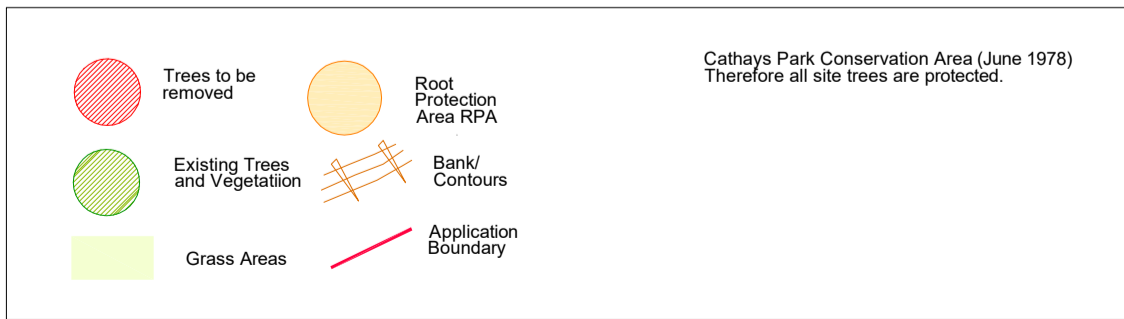 Trees to be
removed
Root
Protection
Area RPA
Existing Trees
and Vegetatiion
Bank/
Contours
Grass Areas
Application
Boundary
Cathays Park Conservation Area (June 1978)
Therefore all site trees are protected.